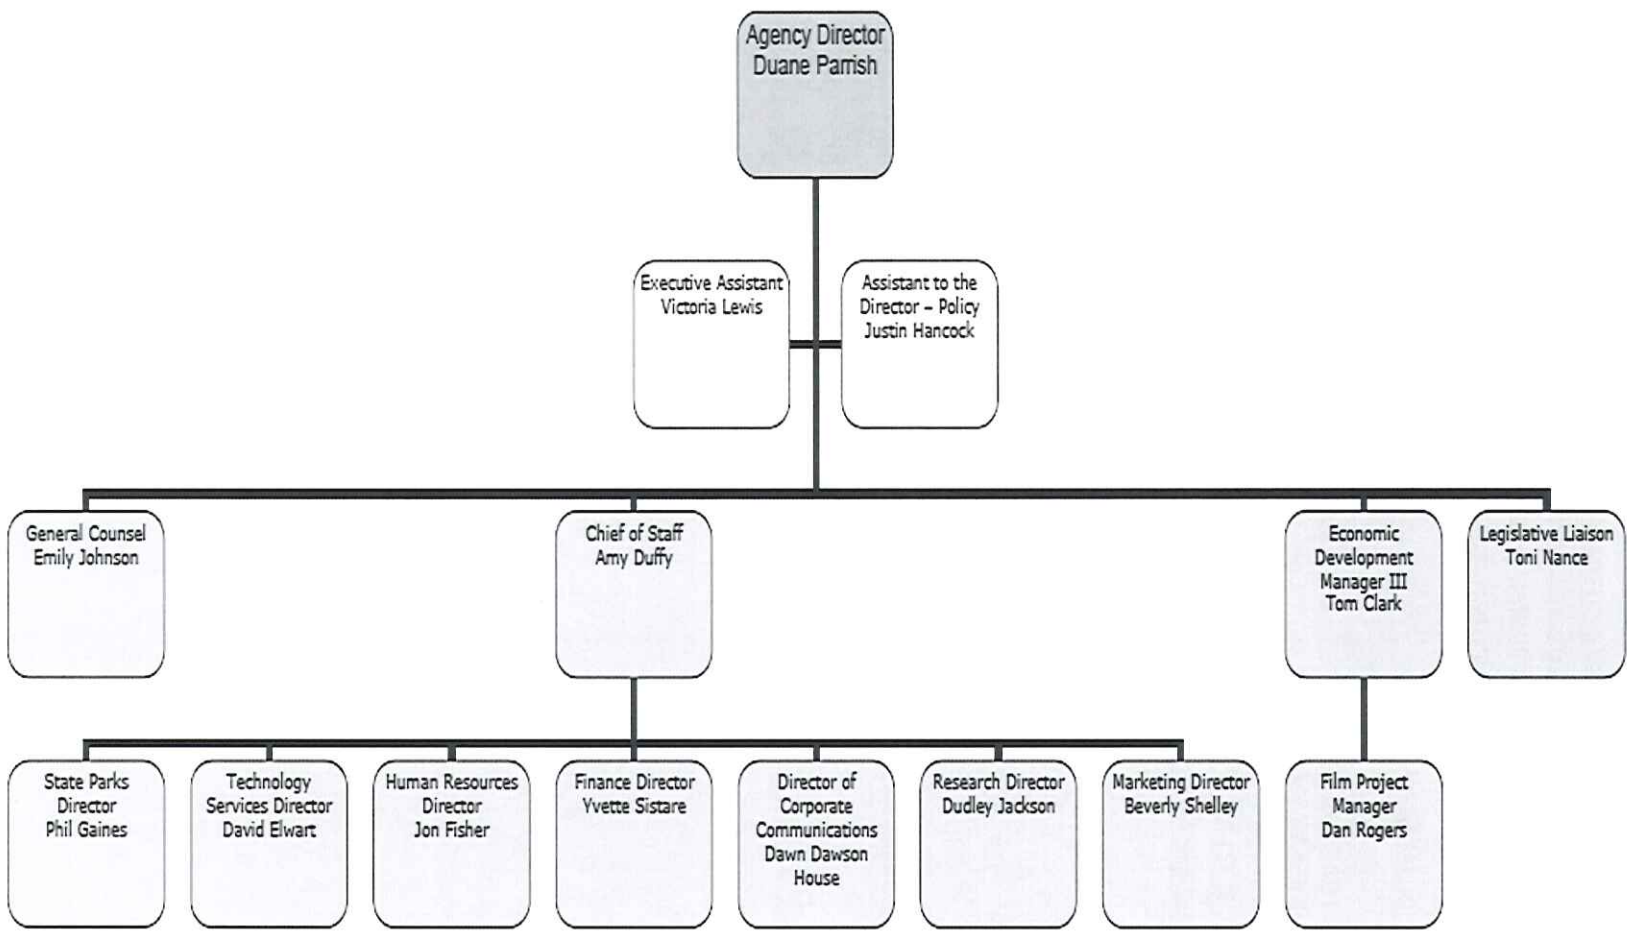 Agency Director
Duane Parrish
Executive Assistant
Victoria Lewis
Assistant to the
Director – Policy
Justin Hancock
General Counsel
Emily Johnson
Chief of Staff
Amy Duffy
Economic
Development
Manager III
Tom Clark
Legislative Liaison
Toni Nance
State Parks
Director
Phil Gaines
Technology
Services Director
David Elwart
Human Resources
Director
Jon Fisher
Finance Director
Yvette Sistare
Director of
Corporate
Communications
Dawn Dawson
House
Research Director
Dudley Jackson
Marketing Director
Beverly Shelley
Film Project
Manager
Dan Rogers